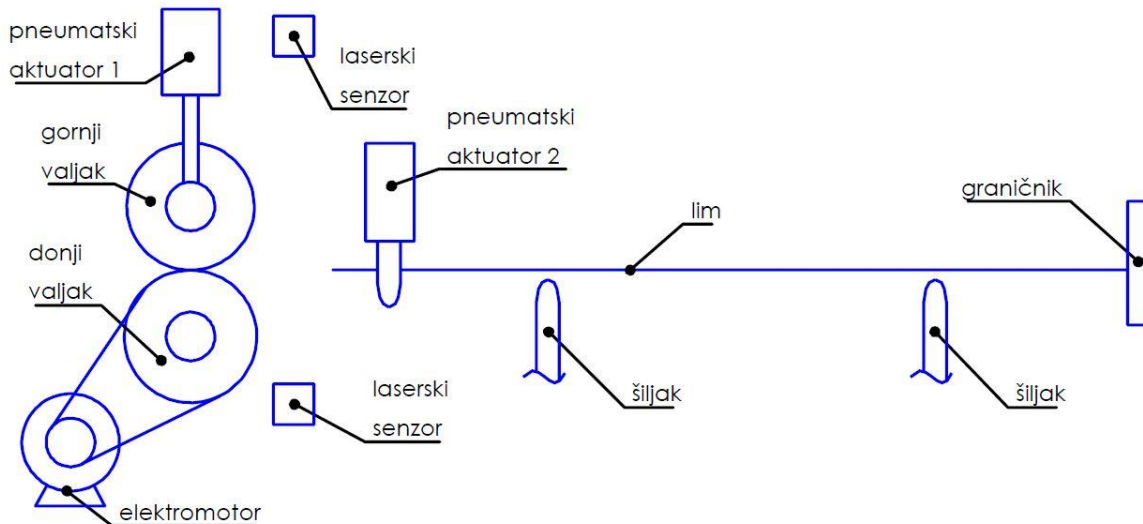 pneumatski
aktuator 1
laserski
senzor
pneumatski
aktuator 2
gornji
valjak
graničnik
lim
donji
valjak
laserski
senzor
šiljak
šiljak
elektromotor